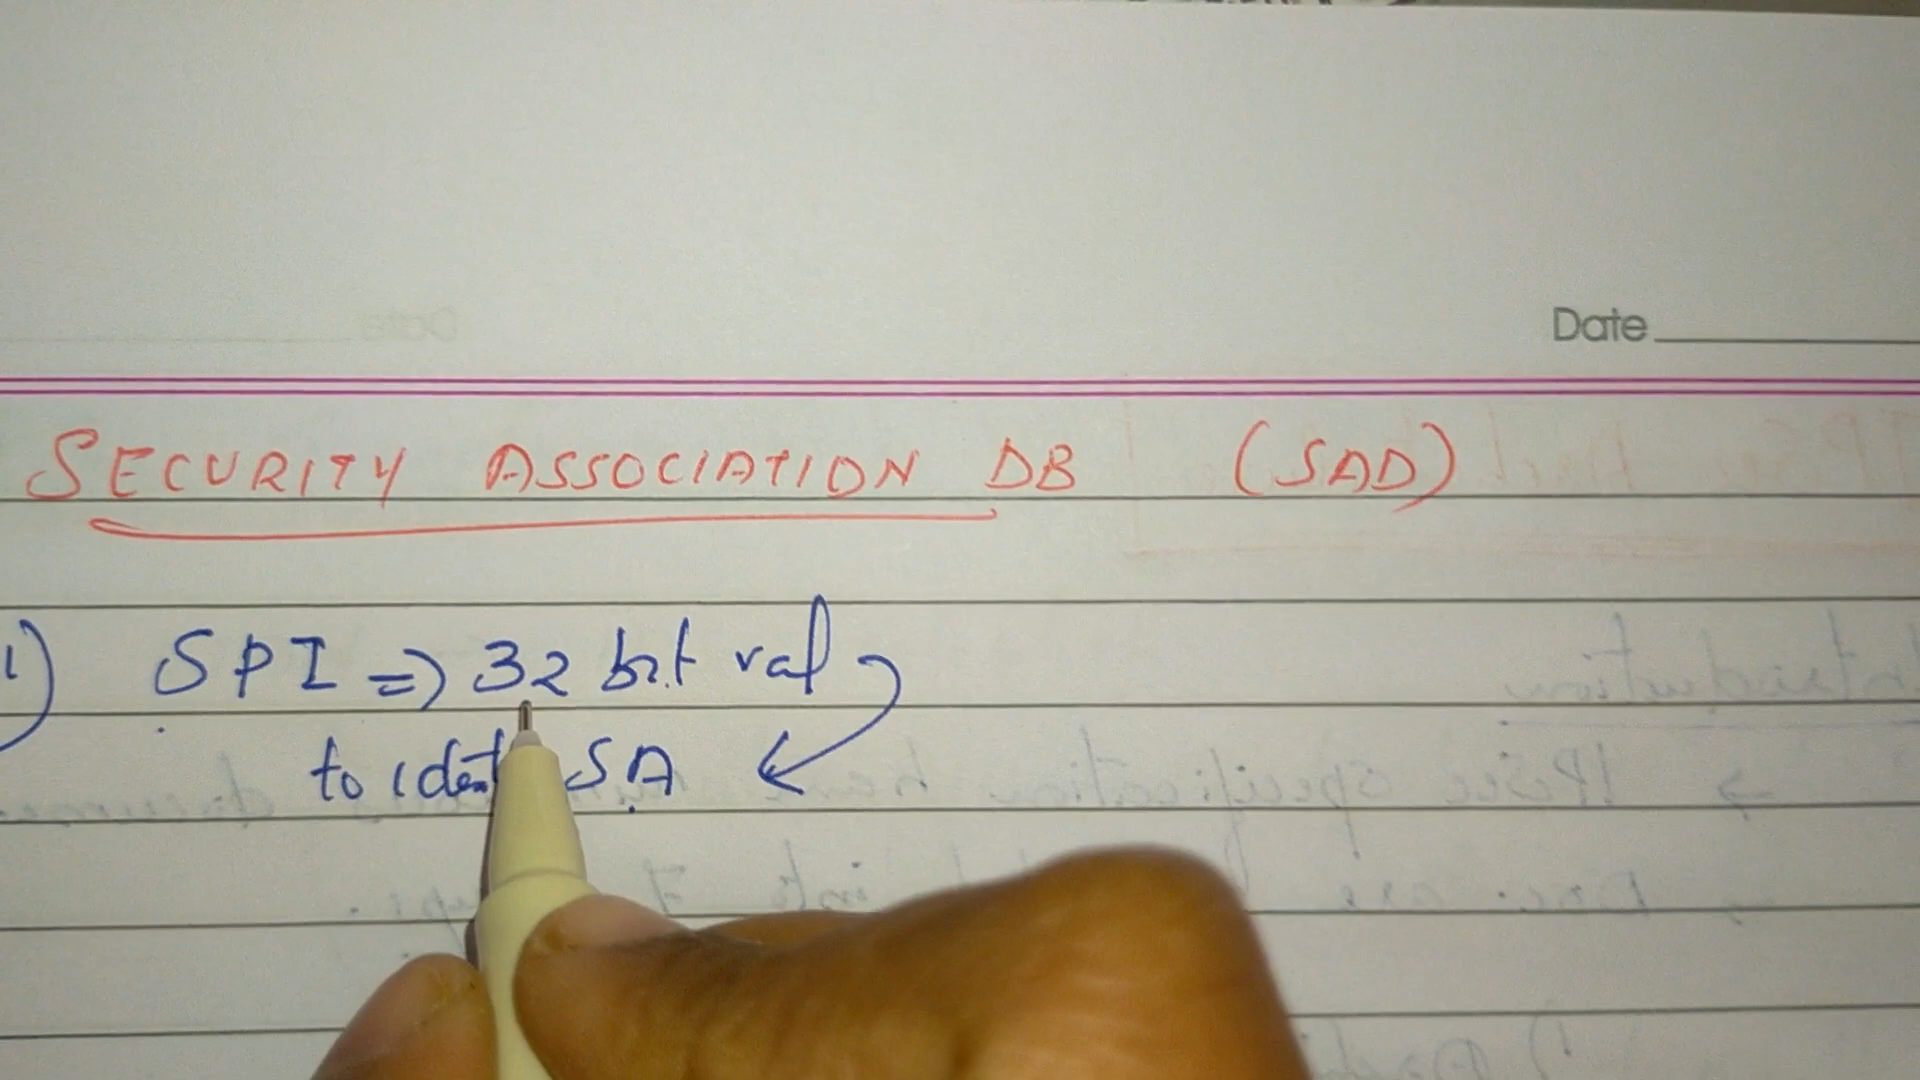 Date
SECURITY ASSOCIATION DB (SAD)
1) SPI => 32 bit val
to ident SA